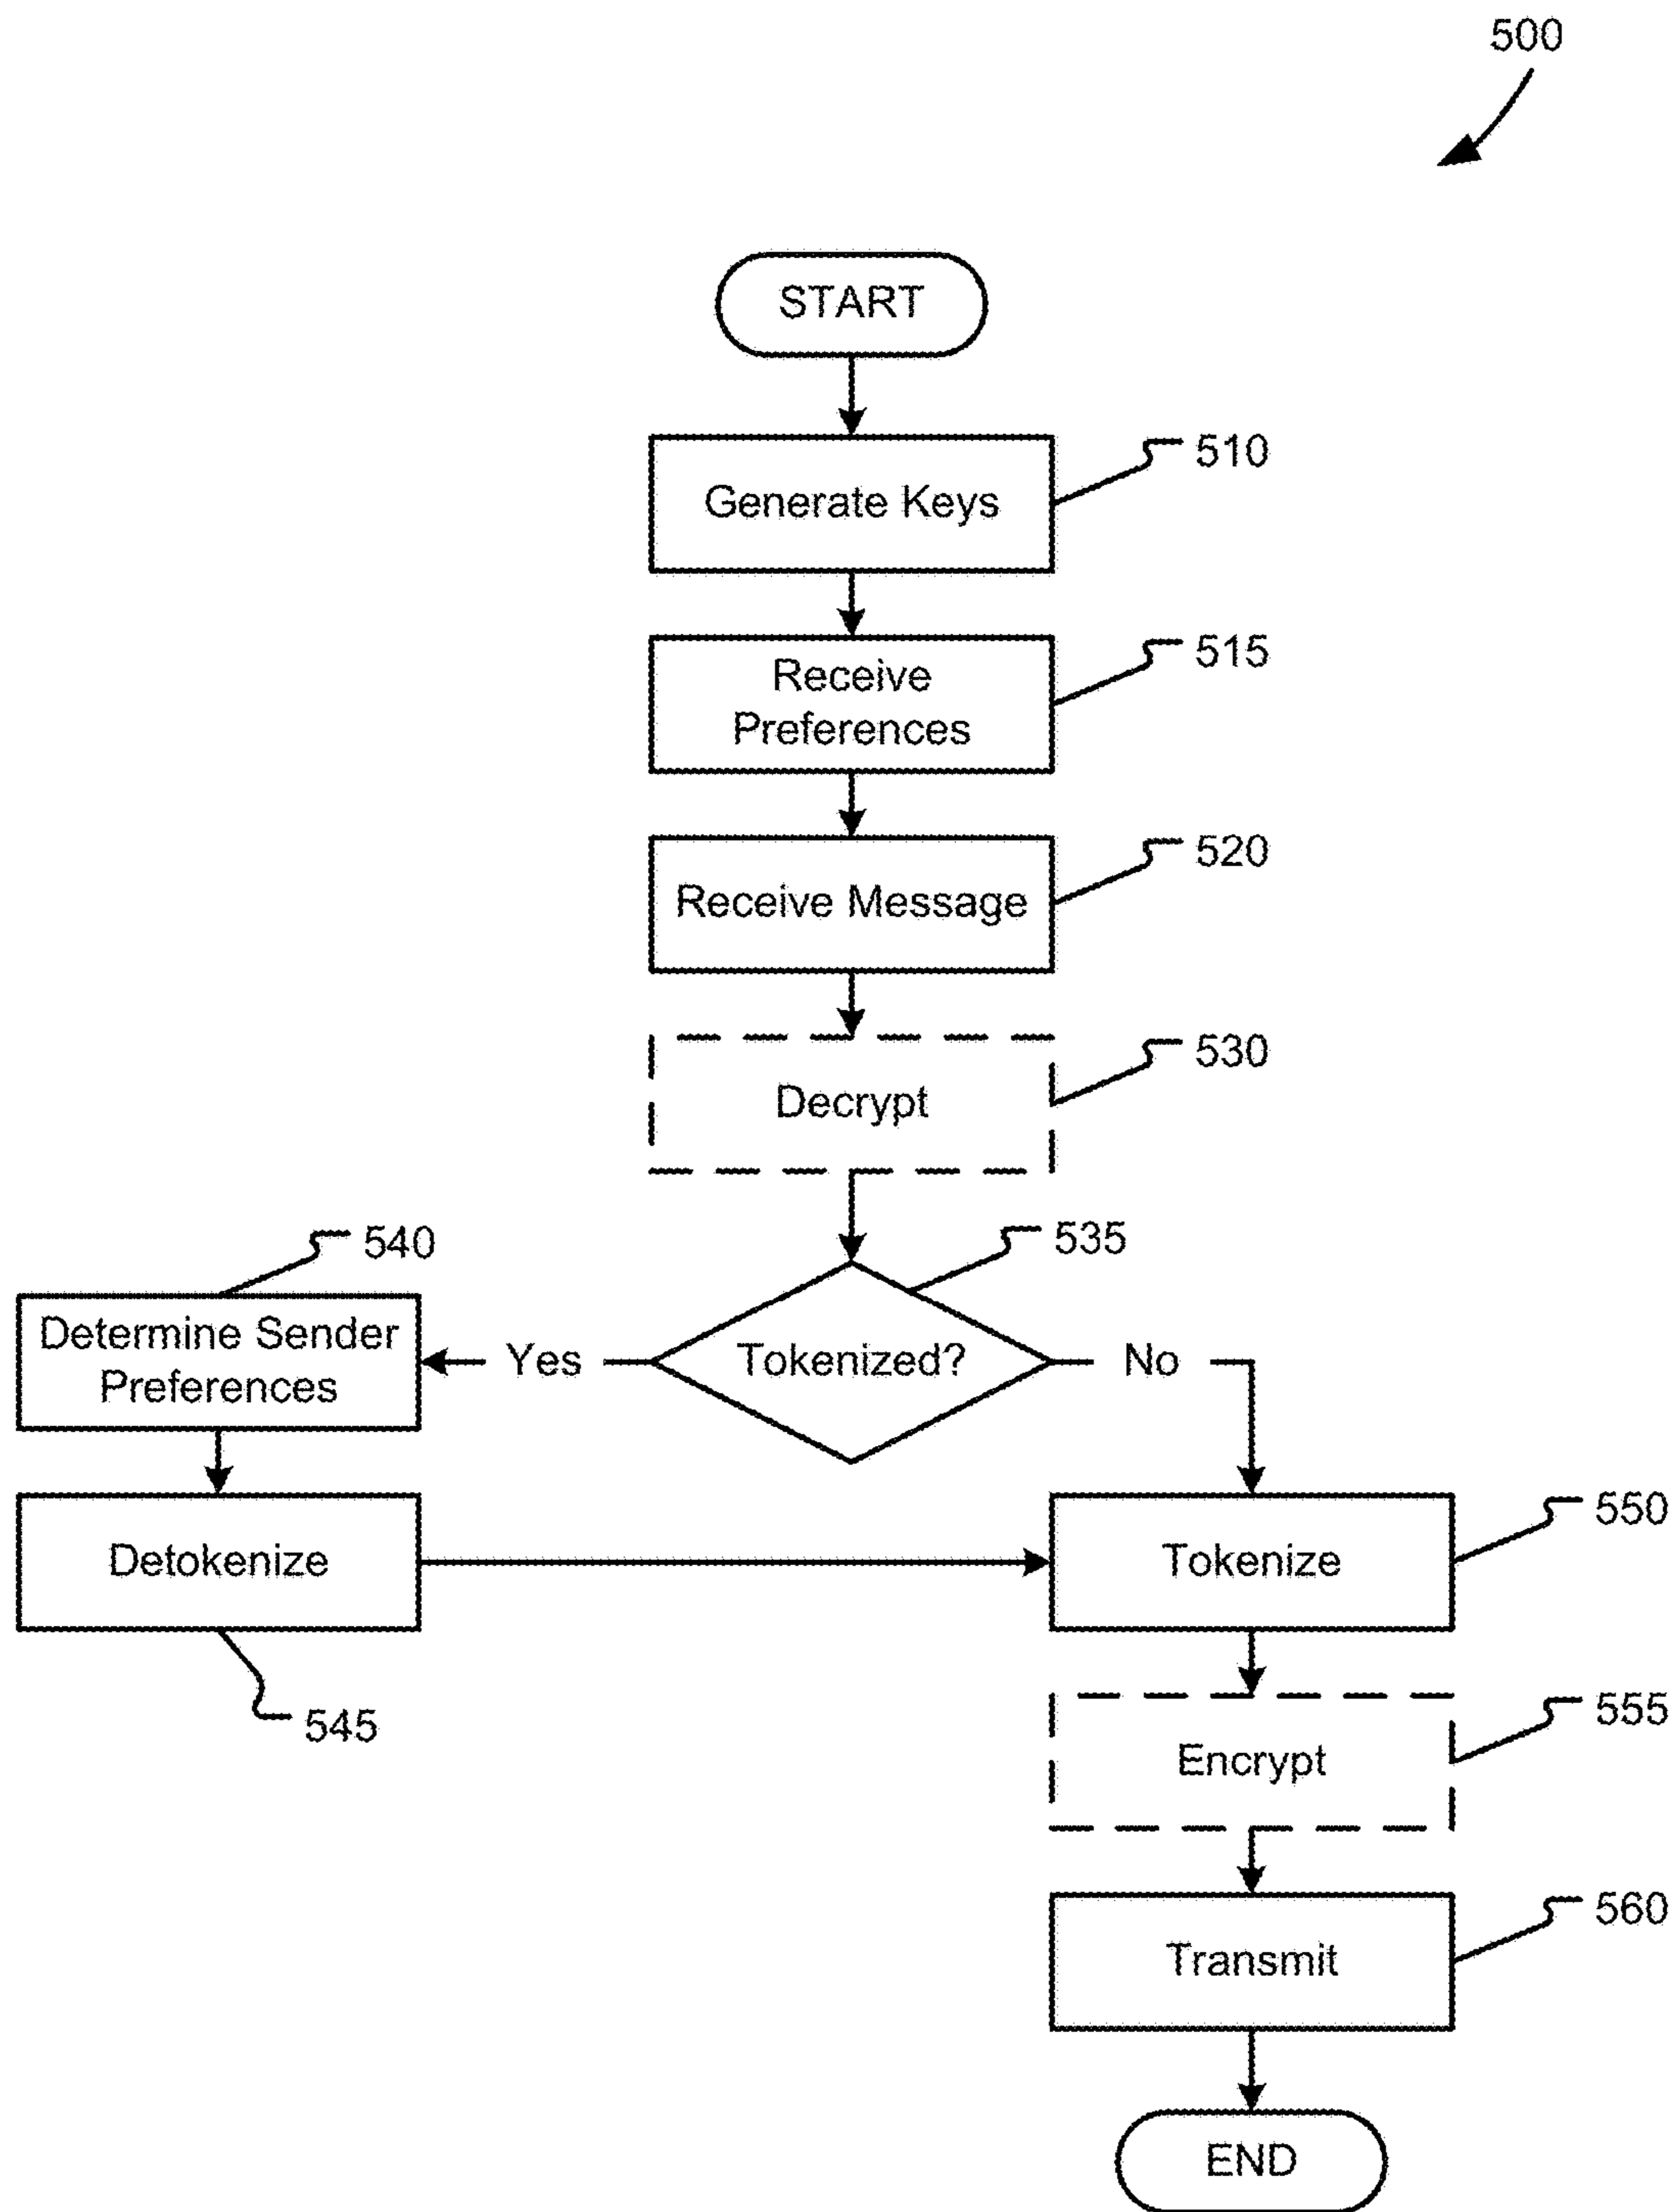 500
START
Generate Keys
510
Receive
Preferences
515
Receive Message
520
Decrypt
530
Tokenized?
535
Yes
No
Determine Sender
Preferences
540
Detokenize
545
Tokenize
550
Encrypt
555
Transmit
560
END